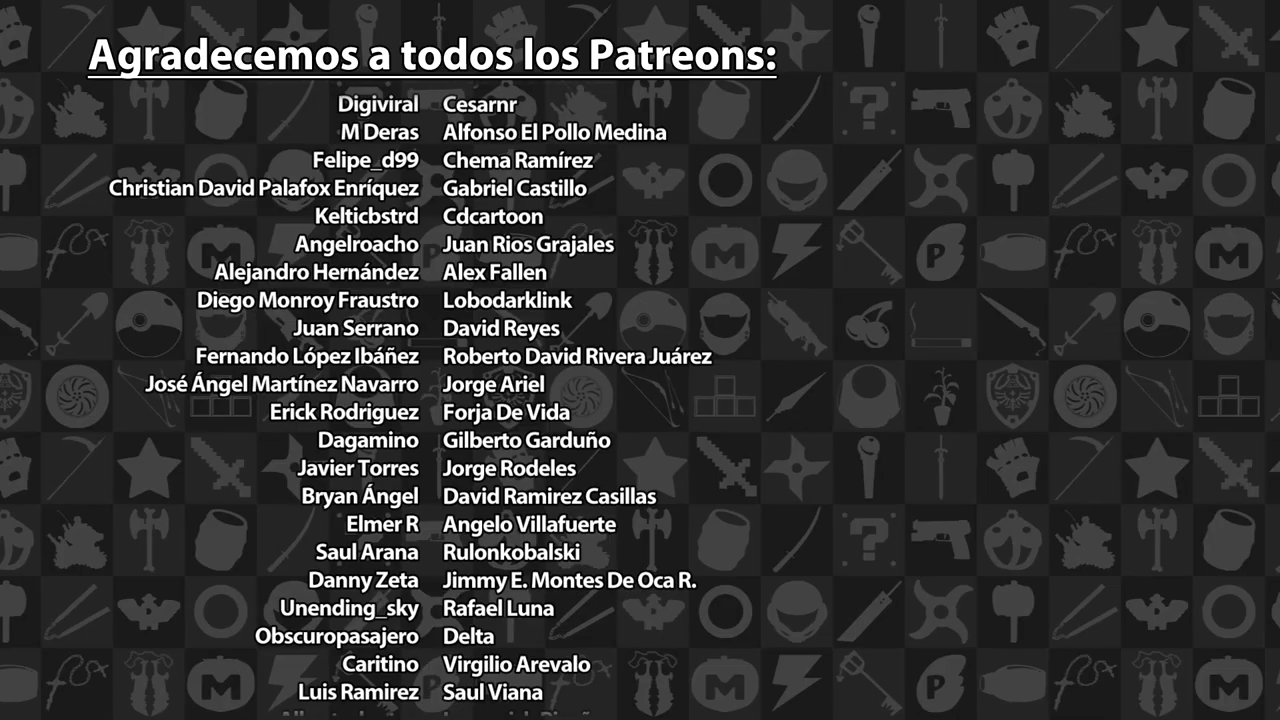 Agradecemos a todos los Patreons:
Digiviral Cesarnr
M Deras Alfonso El Pollo Medina
Felipe_d99 Chema Ramírez
Christian David Palafox Enríquez Gabriel Castillo
Kelticbstrd Cdcartoon
Angelroacho Juan Rios Grajales
Alejandro Hernández Alex Fallen
Diego Monroy Fraustro Lobodarklink
Juan Serrano David Reyes
Fernando López Ibáñez Roberto David Rivera Juárez
José Ángel Martínez Navarro Jorge Ariel
Erick Rodriguez Forja De Vida
Dagamino Gilberto Garduño
Javier Torres Jorge Rodeles
Bryan Ángel David Ramirez Casillas
Elmer R Angelo Villafuerte
Saul Arana Rulonkobalski
Danny Zeta Jimmy E. Montes De Oca R.
Unending_sky Rafael Luna
Obscuropasajero Delta
Caritino Virgilio Arevalo
Luis Ramirez Saul Viana